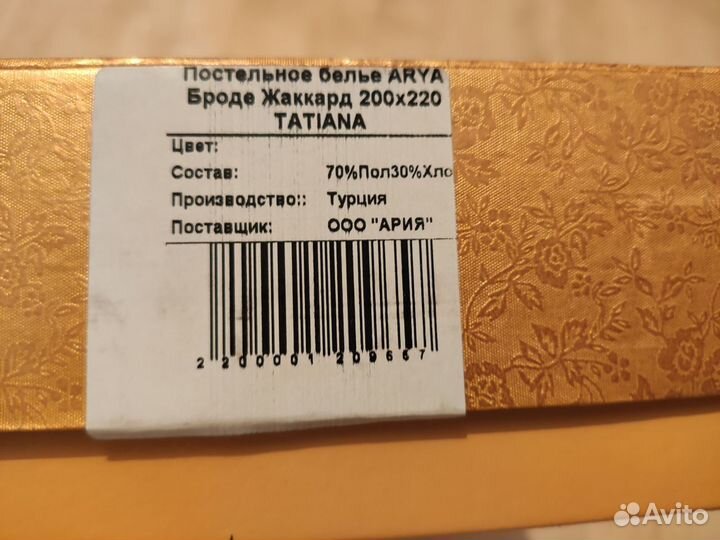 Постельное белье ARYA
Броде Жаккард 200x220
TATIANA
Цвет:
Состав: 70%Пол30%Хло
Производство:: Турция
Поставщик: ООО "АРИЯ"
2 200001 209657
Avito